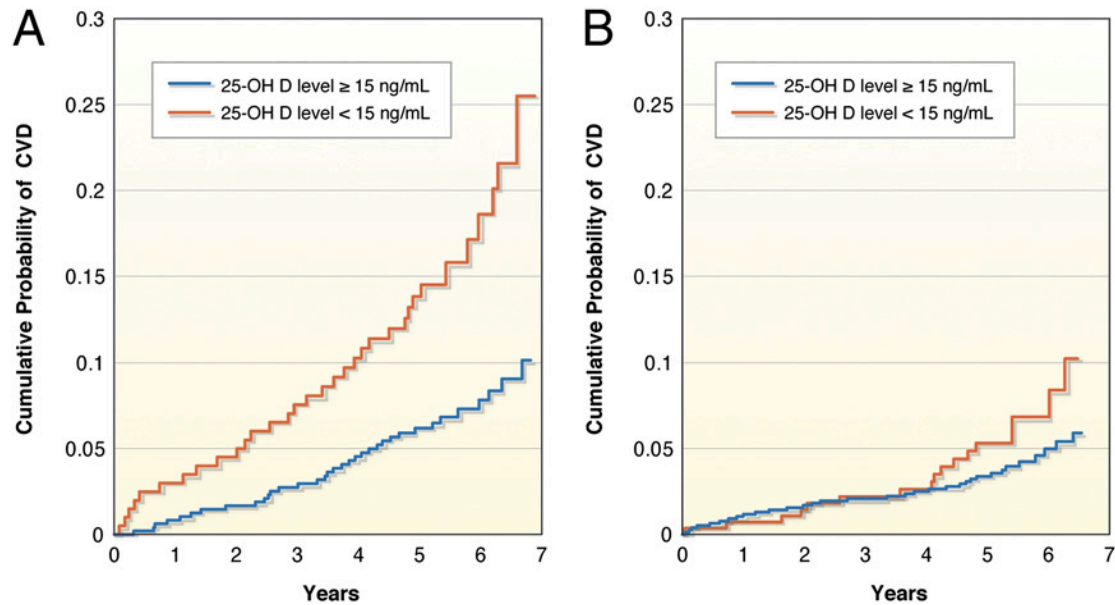 A
0.3
0.25
0.2
0.15
0.1
0.05
0
Cumulative Probability of CVD
25-OH D level ≥ 15 ng/mL
25-OH D level < 15 ng/mL
0 1 2 3 4 5 6 7
Years
B
0.3
0.25
0.2
0.15
0.1
0.05
0
Cumulative Probability of CVD
25-OH D level ≥ 15 ng/mL
25-OH D level < 15 ng/mL
0 1 2 3 4 5 6 7
Years